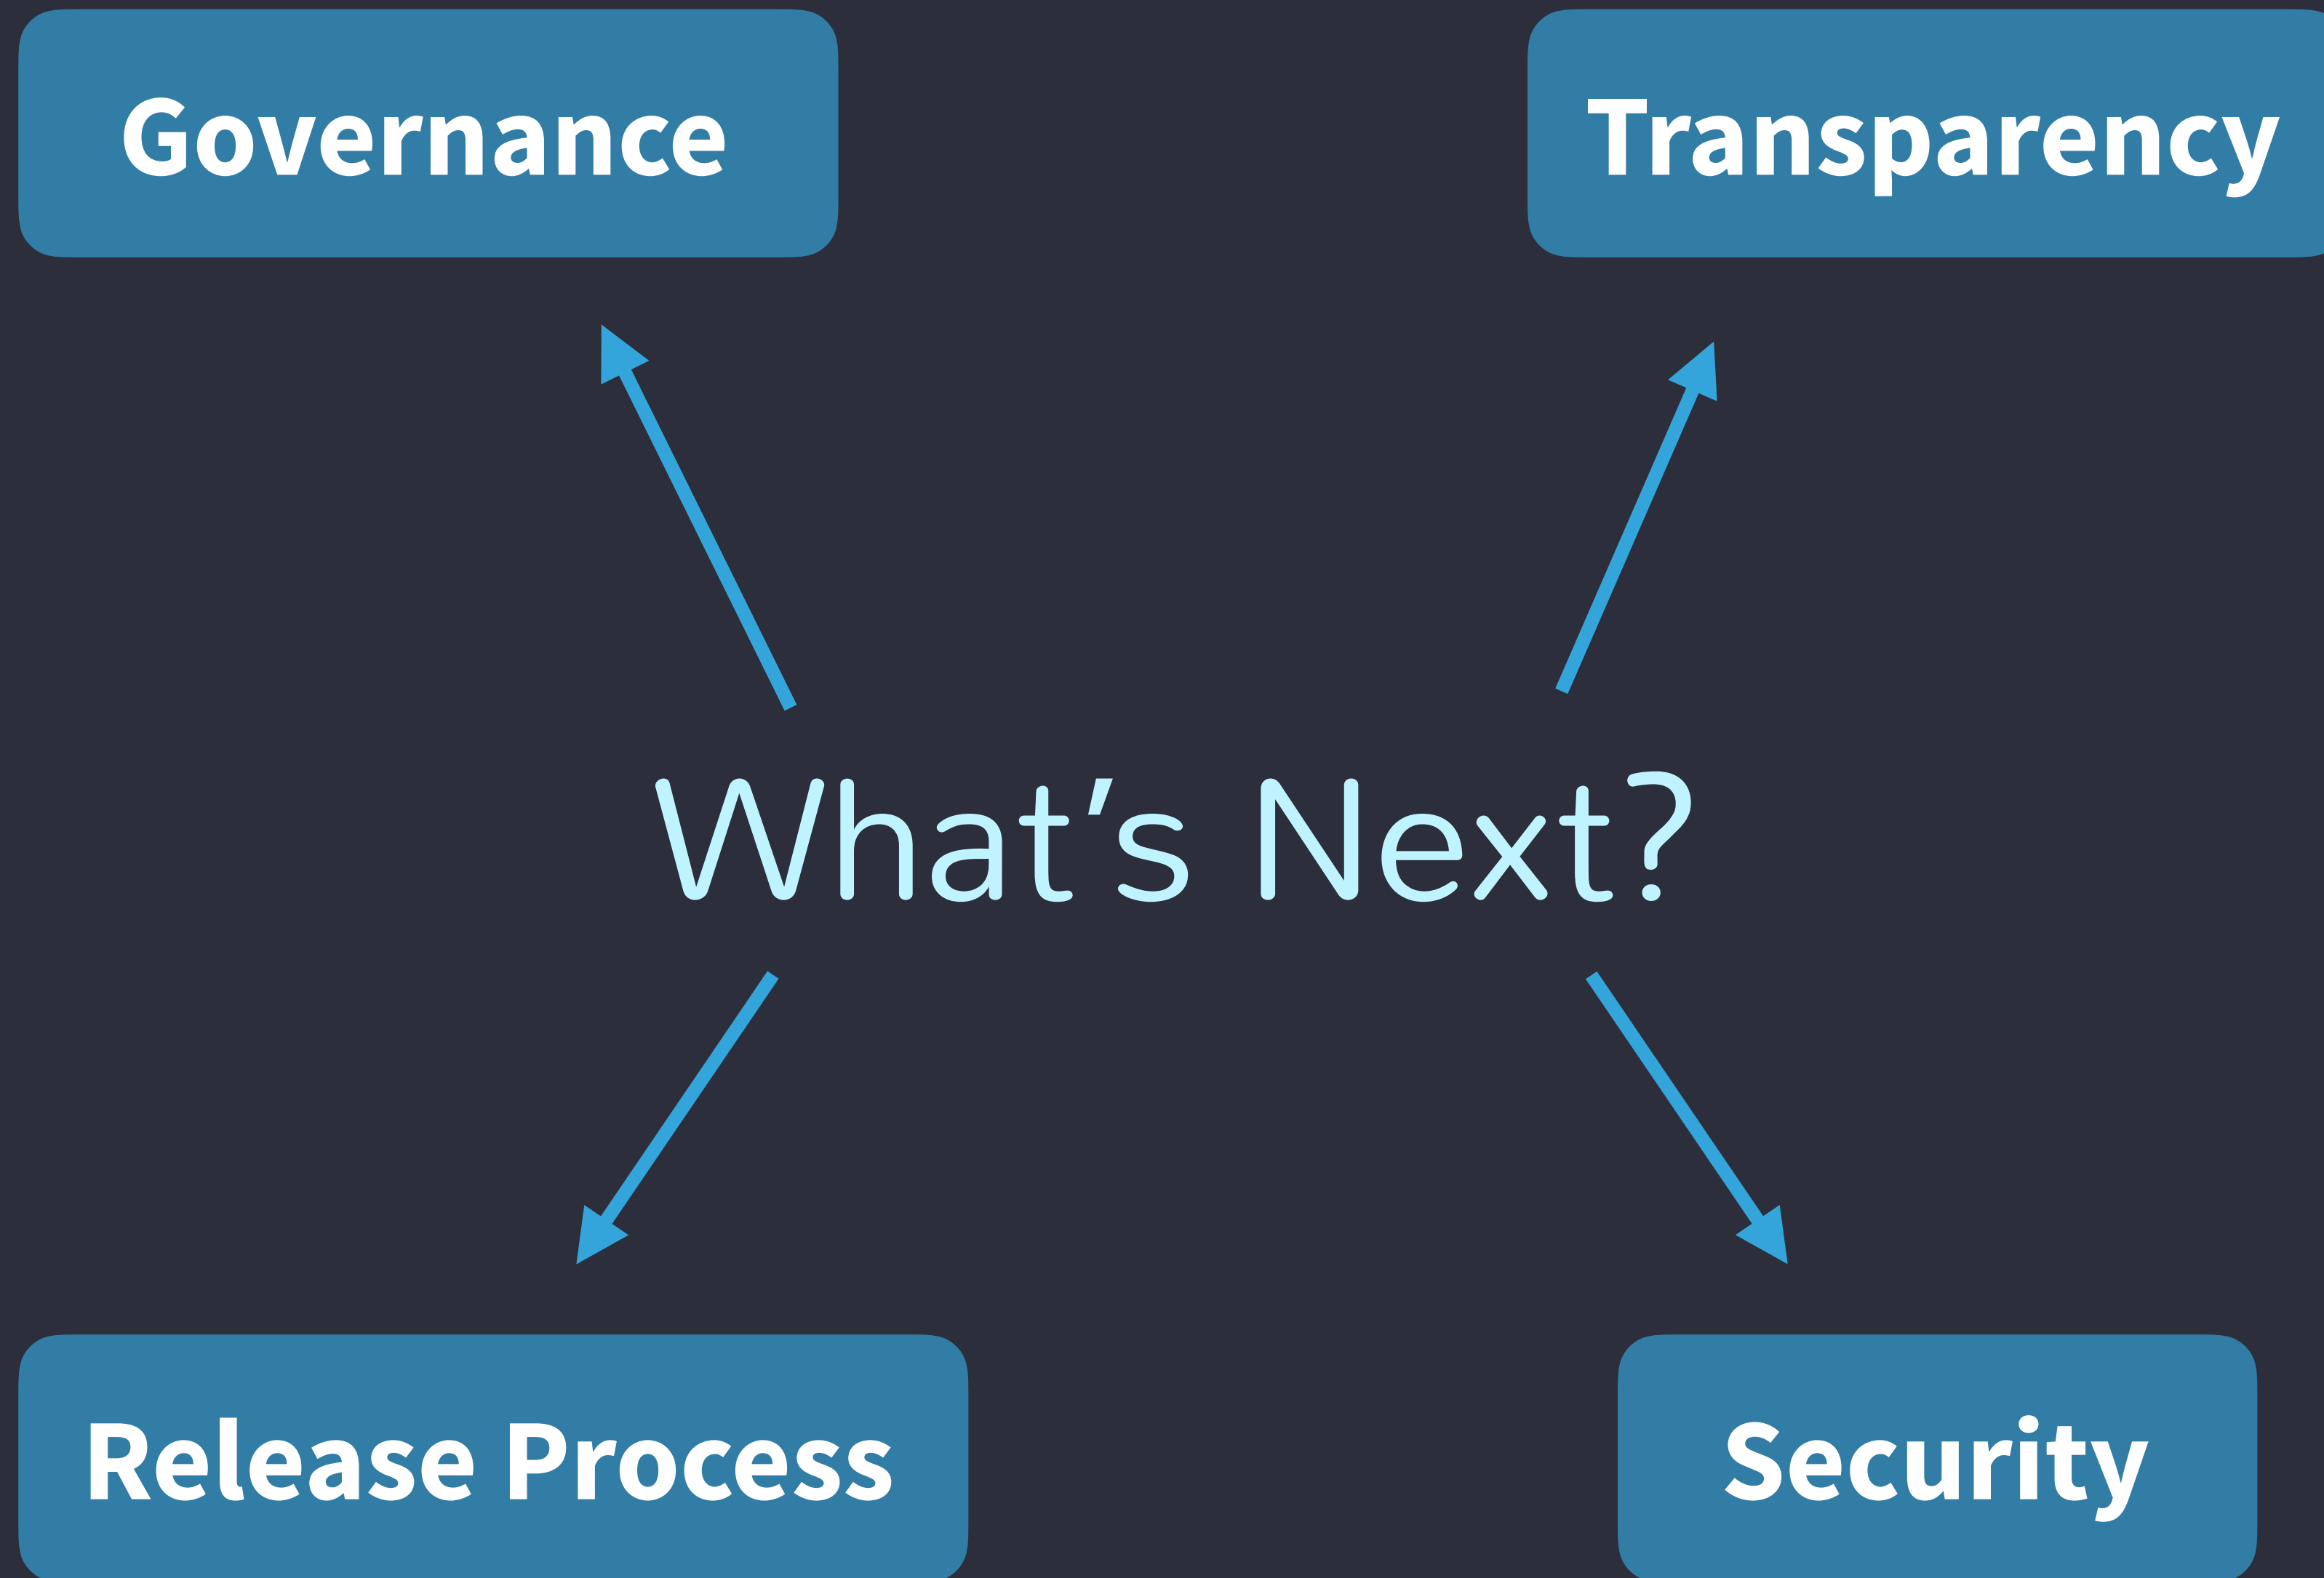 Governance
Transparency
What’s Next?
Release Process
Security